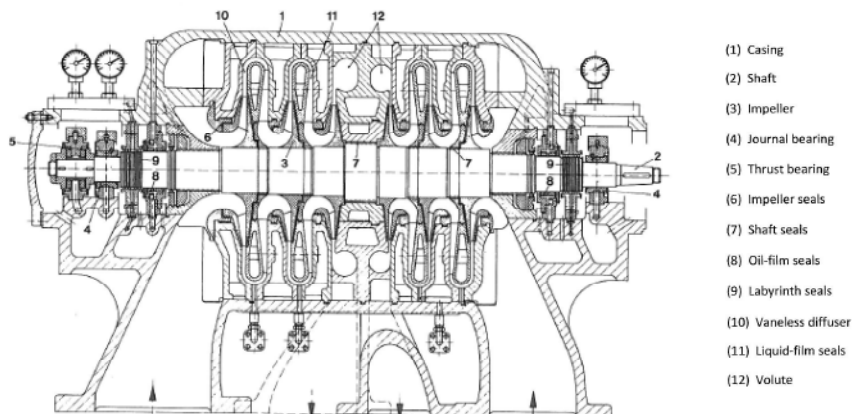 10
1
11
12
5
6
3
7
7
9
8
9
8
2
4
4
(1) Casing
(2) Shaft
(3) Impeller
(4) Journal bearing
(5) Thrust bearing
(6) Impeller seals
(7) Shaft seals
(8) Oil-film seals
(9) Labyrinth seals
(10) Vaneless diffuser
(11) Liquid-film seals
(12) Volute